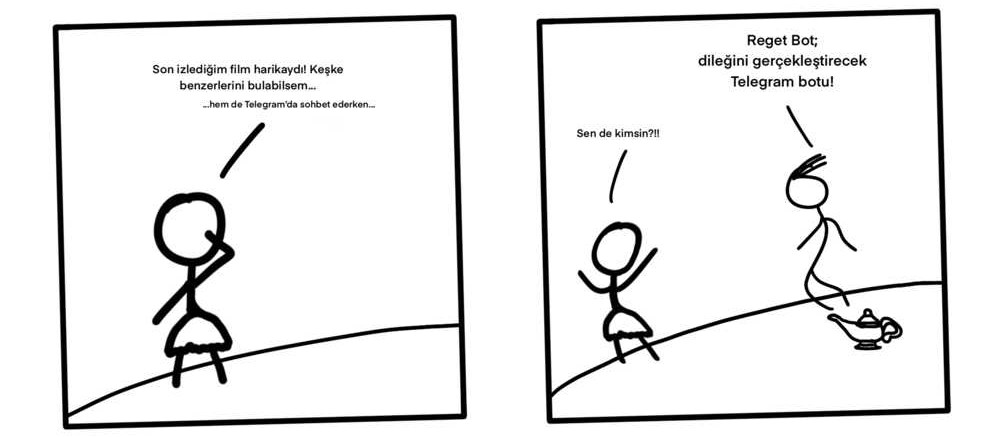 Son izlediğim film harikaydı! Keşke
benzerlerini bulabilsem...
...hem de Telegram'da sohbet ederken...
Sen de kimsin?!!
Reget Bot;
dileğini gerçekleştirecek
Telegram botu!